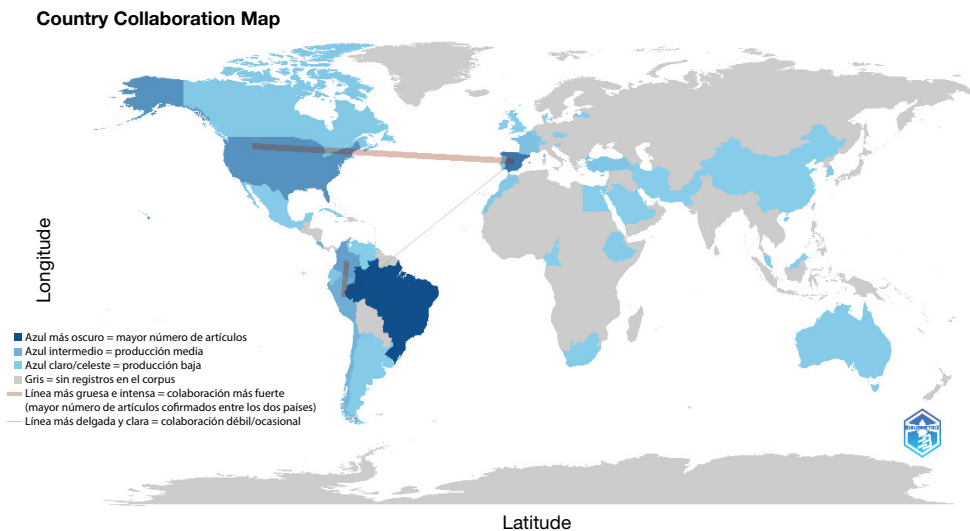 Country Collaboration Map
Longitude
Azul más oscuro = mayor número de artículos
Azul intermedio = producción media
Azul claro/celeste = producción baja
Gris = sin registros en el corpus
Línea más gruesa e intensa = colaboración más fuerte
(mayor número de artículos cofirmados entre los dos países)
Línea más delgada y clara = colaboración débil/ocasional
BIBLIOMETRIX
Latitude